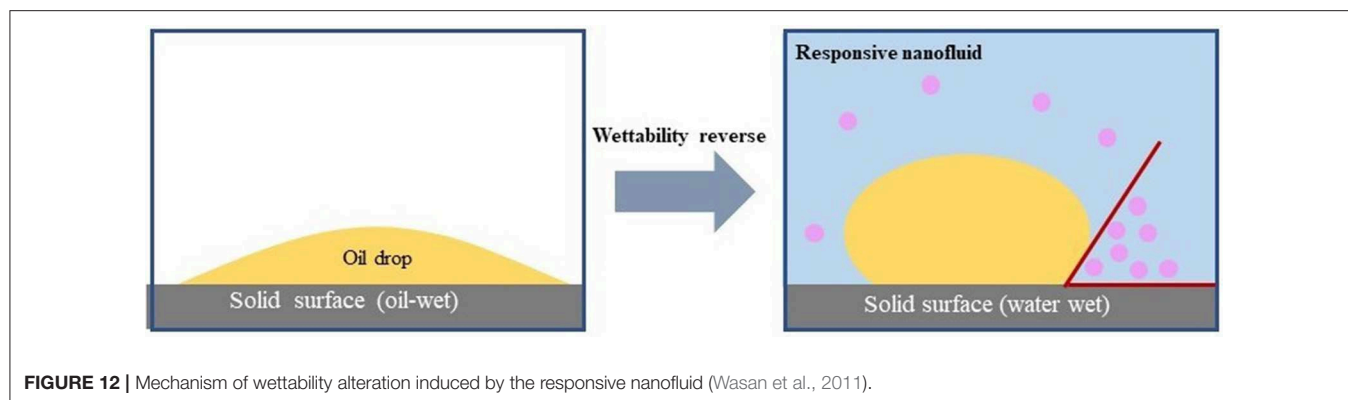 Oil drop
Solid surface (oil-wet)
Wettability reverse
Responsive nanofluid
Solid surface (water wet)
FIGURE 12 | Mechanism of wettability alteration induced by the responsive nanofluid (Wasan et al., 2011).